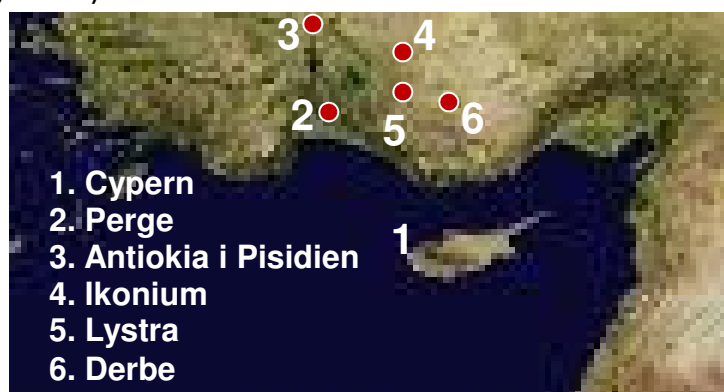 3
4
2
5
6
1
1. Cypern
2. Perge
3. Antiokia i Pisidien
4. Ikonium
5. Lystra
6. Derbe